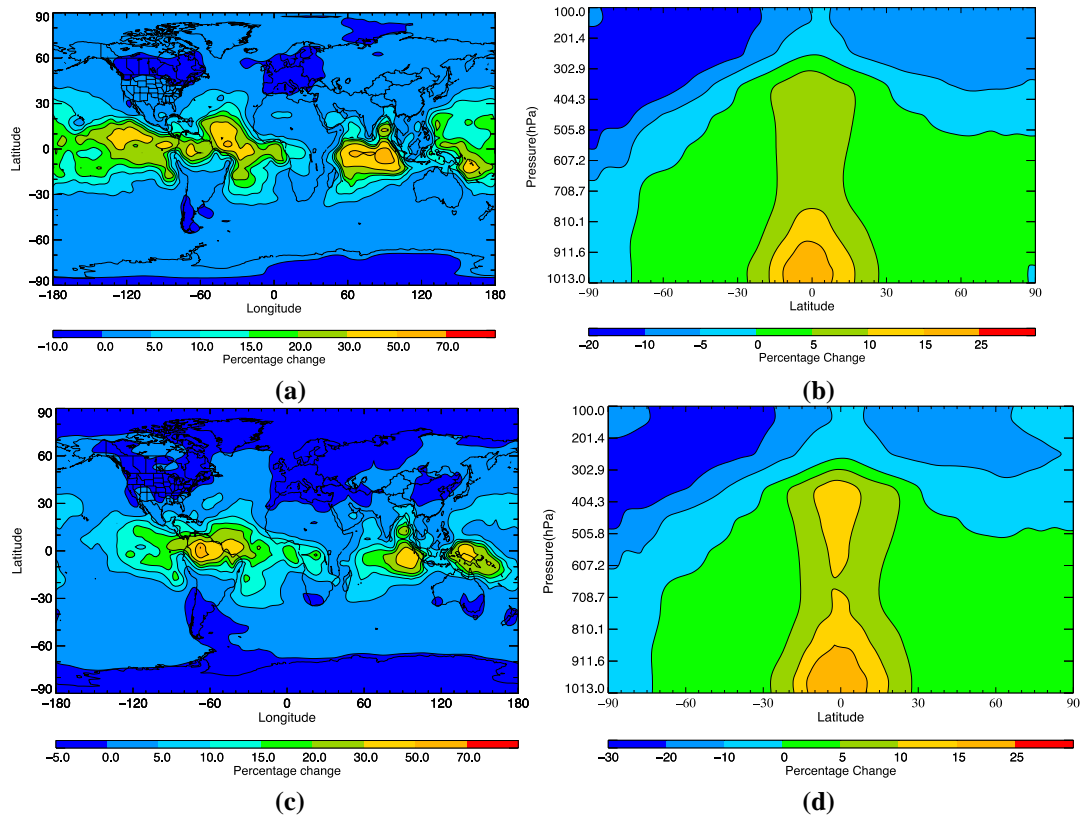 90
60
30
0
−30
−60
−90
Latitude
−180 −120 −60 0 60 120 180
Longitude
−10.0 0.0 5.0 10.0 15.0 20.0 30.0 50.0 70.0
Percentage change
(a)
100.0
201.4
302.9
404.3
505.8
607.2
708.7
810.1
911.6
1013.0
Pressure(hPa)
−90 −60 −30 0 30 60 90
Latitude
−20 −10 −5 0 5 10 15 25
Percentage Change
(b)
90
60
30
0
−30
−60
−90
Latitude
−180 −120 −60 0 60 120 180
Longitude
−5.0 0.0 5.0 10.0 15.0 20.0 30.0 50.0 70.0
Percentage change
(c)
100.0
201.4
302.9
404.3
505.8
607.2
708.7
810.1
911.6
1013.0
Pressure(hPa)
−90 −60 −30 0 30 60 90
Latitude
−30 −20 −10 0 5 10 15 25
Percentage Change
(d)